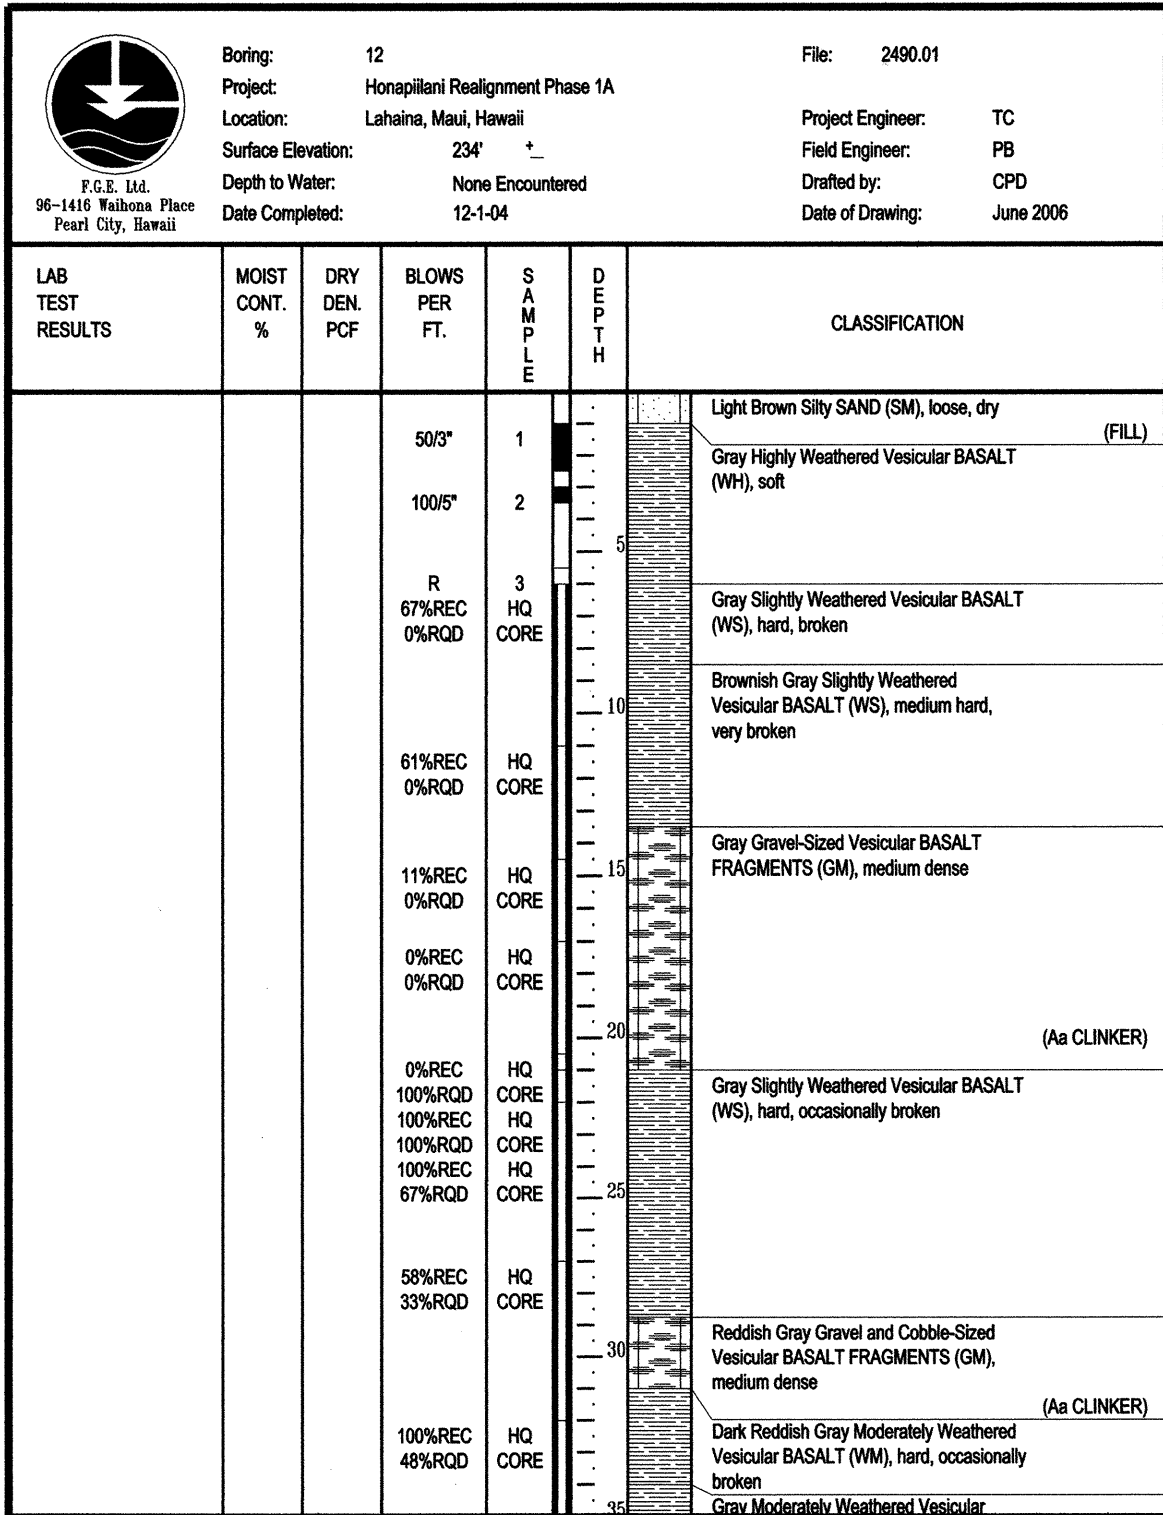 Boring: 12 File: 2490.01
Project: Honapiilani Realignment Phase 1A
Location: Lahaina, Maui, Hawaii Project Engineer: TC
Surface Elevation: 234' +_ Field Engineer: PB
Depth to Water: None Encountered Drafted by: CPD
Date Completed: 12-1-04 Date of Drawing: June 2006
F.G.E. Ltd.
96-1416 Waihona Place
Pearl City, Hawaii
LAB TEST RESULTS
MOIST CONT. %
DRY DEN. PCF
BLOWS PER FT.
SAMPLE
DEPTH
CLASSIFICATION
Light Brown Silty SAND (SM), loose, dry
(FILL)
50/3" 1
Gray Highly Weathered Vesicular BASALT
(WH), soft
100/5" 2
5
R 3
67%REC HQ
0%RQD CORE
Gray Slightly Weathered Vesicular BASALT
(WS), hard, broken
Brownish Gray Slightly Weathered
Vesicular BASALT (WS), medium hard,
very broken
10
61%REC HQ
0%RQD CORE
Gray Gravel-Sized Vesicular BASALT
FRAGMENTS (GM), medium dense
15
11%REC HQ
0%RQD CORE
0%REC HQ
0%RQD CORE
20
(Aa CLINKER)
0%REC HQ
100%RQD CORE
Gray Slightly Weathered Vesicular BASALT
(WS), hard, occasionally broken
100%REC HQ
100%RQD CORE
100%REC HQ
67%RQD CORE
25
58%REC HQ
33%RQD CORE
Reddish Gray Gravel and Cobble-Sized
Vesicular BASALT FRAGMENTS (GM),
medium dense
30
(Aa CLINKER)
100%REC HQ
48%RQD CORE
Dark Reddish Gray Moderately Weathered
Vesicular BASALT (WM), hard, occasionally
broken
35
Gray Moderately Weathered Vesicular